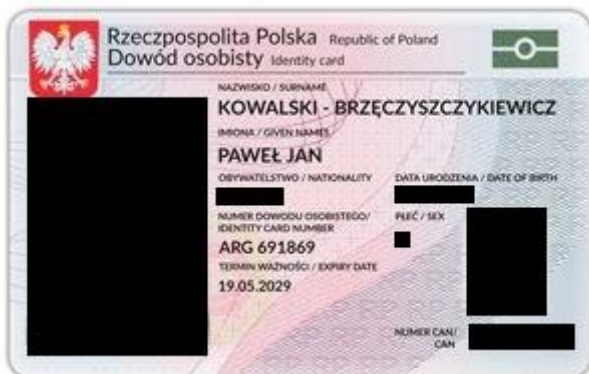 Rzeczpospolita Polska Republic of Poland
Dowód osobisty Identity card
NAZWISKO / SURNAME
KOWALSKI - BRZĘCZYSZCZYKIEWICZ
IMIONA / GIVEN NAMES
PAWEŁ JAN
OBYWATELSTWO / NATIONALITY DATA URODZENIA / DATE OF BIRTH
NUMER DOWODU OSOBISTEGO/ PŁEĆ / SEX
IDENTITY CARD NUMBER
ARG 691869
TERMIN WAŻNOŚCI / EXPIRY DATE
19.05.2029
NUMER CAN/
CAN